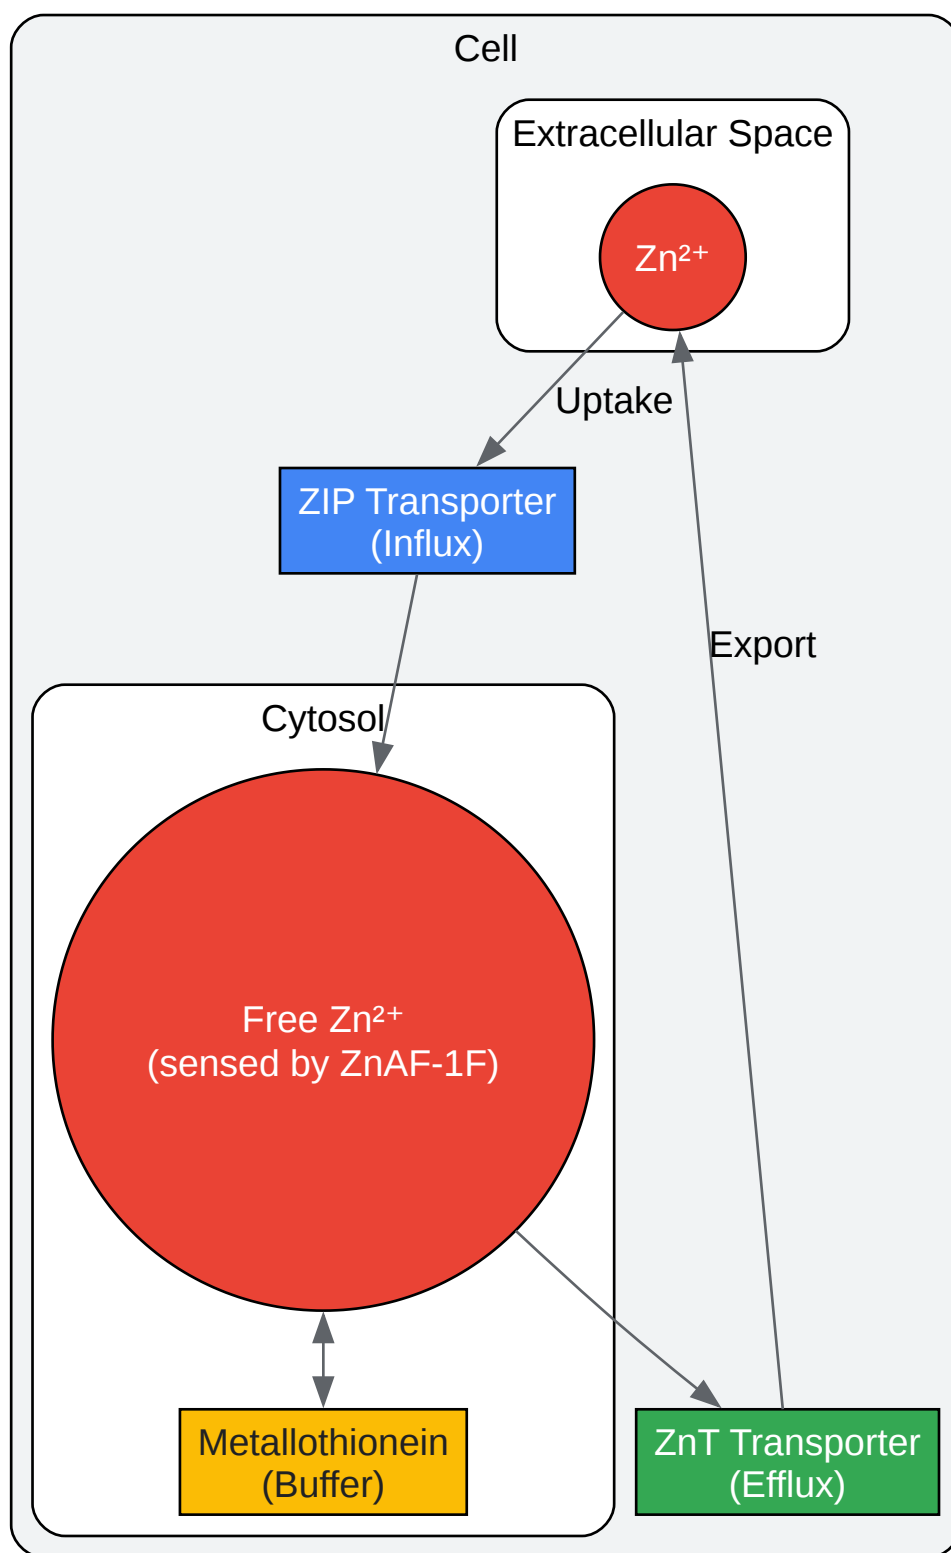 Cell
Extracellular Space
Zn²⁺
Uptake
ZIP Transporter
(Influx)
Export
Cytosol
Free Zn²⁺
(sensed by ZnAF-1F)
Metallothionein
(Buffer)
ZnT Transporter
(Efflux)